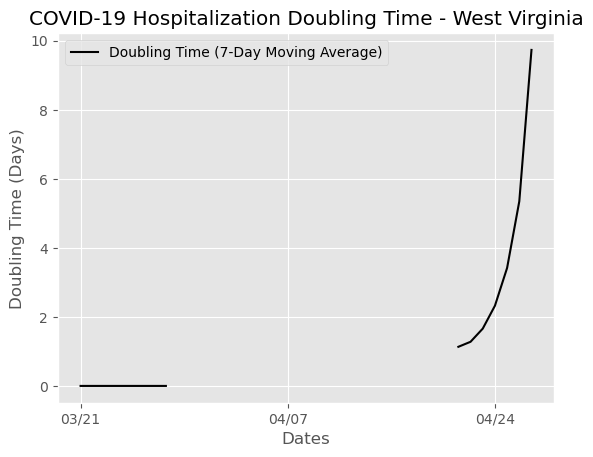 COVID-19 Hospitalization Doubling Time - West Virginia
Doubling Time (7-Day Moving Average)
10
8
6
4
2
0
Doubling Time (Days)
03/21
04/07
04/24
Dates